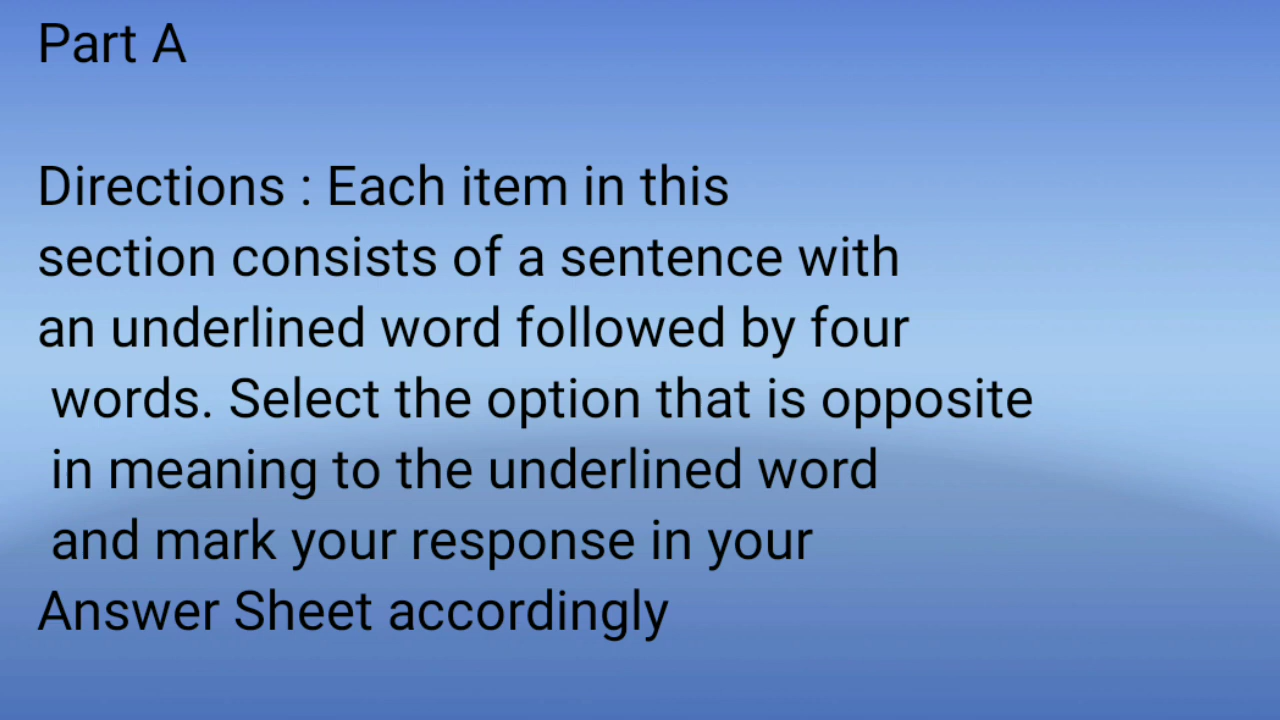 Part A
Directions : Each item in this
section consists of a sentence with
an underlined word followed by four
words. Select the option that is opposite
in meaning to the underlined word
and mark your response in your
Answer Sheet accordingly